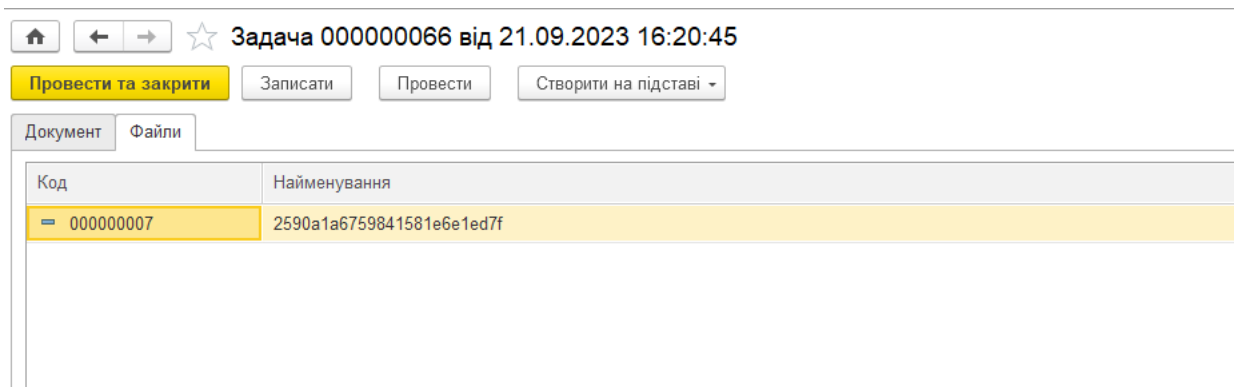 Задача 000000066 від 21.09.2023 16:20:45
Провести та закрити Записати Провести Створити на підставі
Документ Файли
Код Найменування
000000007 2590a1a6759841581e6e1ed7f